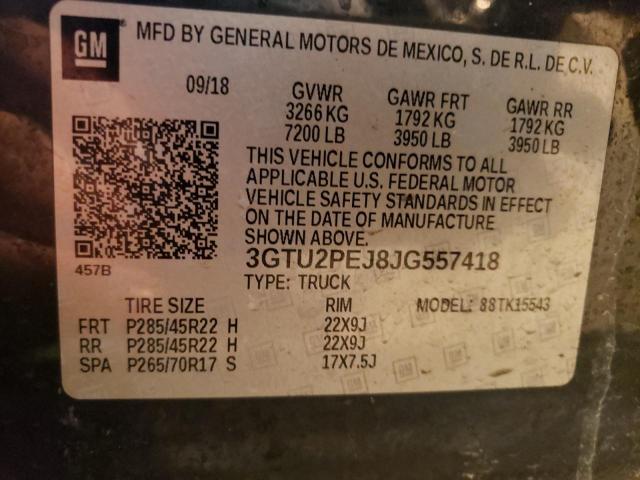 GM
MFD BY GENERAL MOTORS DE MEXICO, S. DE R.L. DE C.V.
09/18 GVWR GAWR FRT GAWR RR
3266 KG 1792 KG 1792 KG
7200 LB 3950 LB 3950 LB
THIS VEHICLE CONFORMS TO ALL
APPLICABLE U.S. FEDERAL MOTOR
VEHICLE SAFETY STANDARDS IN EFFECT
ON THE DATE OF MANUFACTURE
SHOWN ABOVE.
457B
3GTU2PEJ8JG557418
TYPE: TRUCK
TIRE SIZE RIM MODEL: 88TK15543
FRT P285/45R22 H 22X9J
RR P285/45R22 H 22X9J
SPA P265/70R17 S 17X7.5J